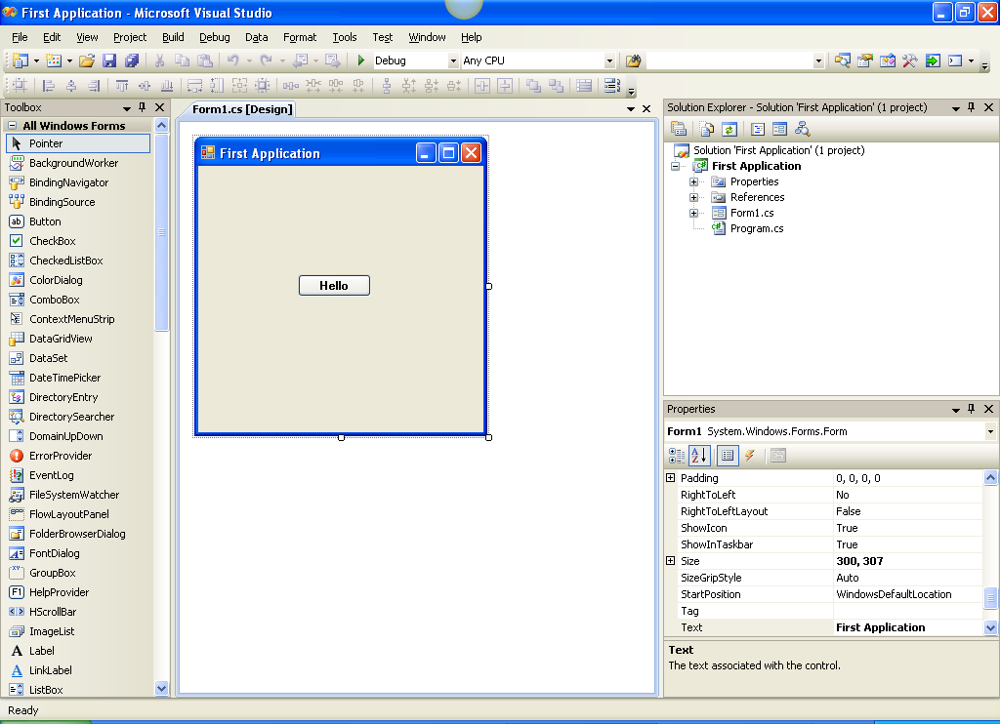 First Application - Microsoft Visual Studio
File Edit View Project Build Debug Data Format Tools Test Window Help
Debug Any CPU
Toolbox
All Windows Forms
Pointer
BackgroundWorker
BindingNavigator
BindingSource
Button
CheckBox
CheckedListBox
ColorDialog
ComboBox
ContextMenuStrip
DataGridView
DataSet
DateTimePicker
DirectoryEntry
DirectorySearcher
DomainUpDown
ErrorProvider
EventLog
FileSystemWatcher
FlowLayoutPanel
FolderBrowserDialog
FontDialog
GroupBox
HelpProvider
HScrollBar
ImageList
Label
LinkLabel
ListBox
Form1.cs [Design]
First Application
Hello
Solution Explorer - Solution 'First Application' (1 project)
Solution 'First Application' (1 project)
First Application
Properties
References
Form1.cs
Program.cs
Properties
Form1 System.Windows.Forms.Form
Padding 0, 0, 0, 0
RightToLeft No
RightToLeftLayout False
ShowIcon True
ShowInTaskbar True
Size 300, 307
SizeGripStyle Auto
StartPosition WindowsDefaultLocation
Tag
Text First Application
Text
The text associated with the control.
Ready